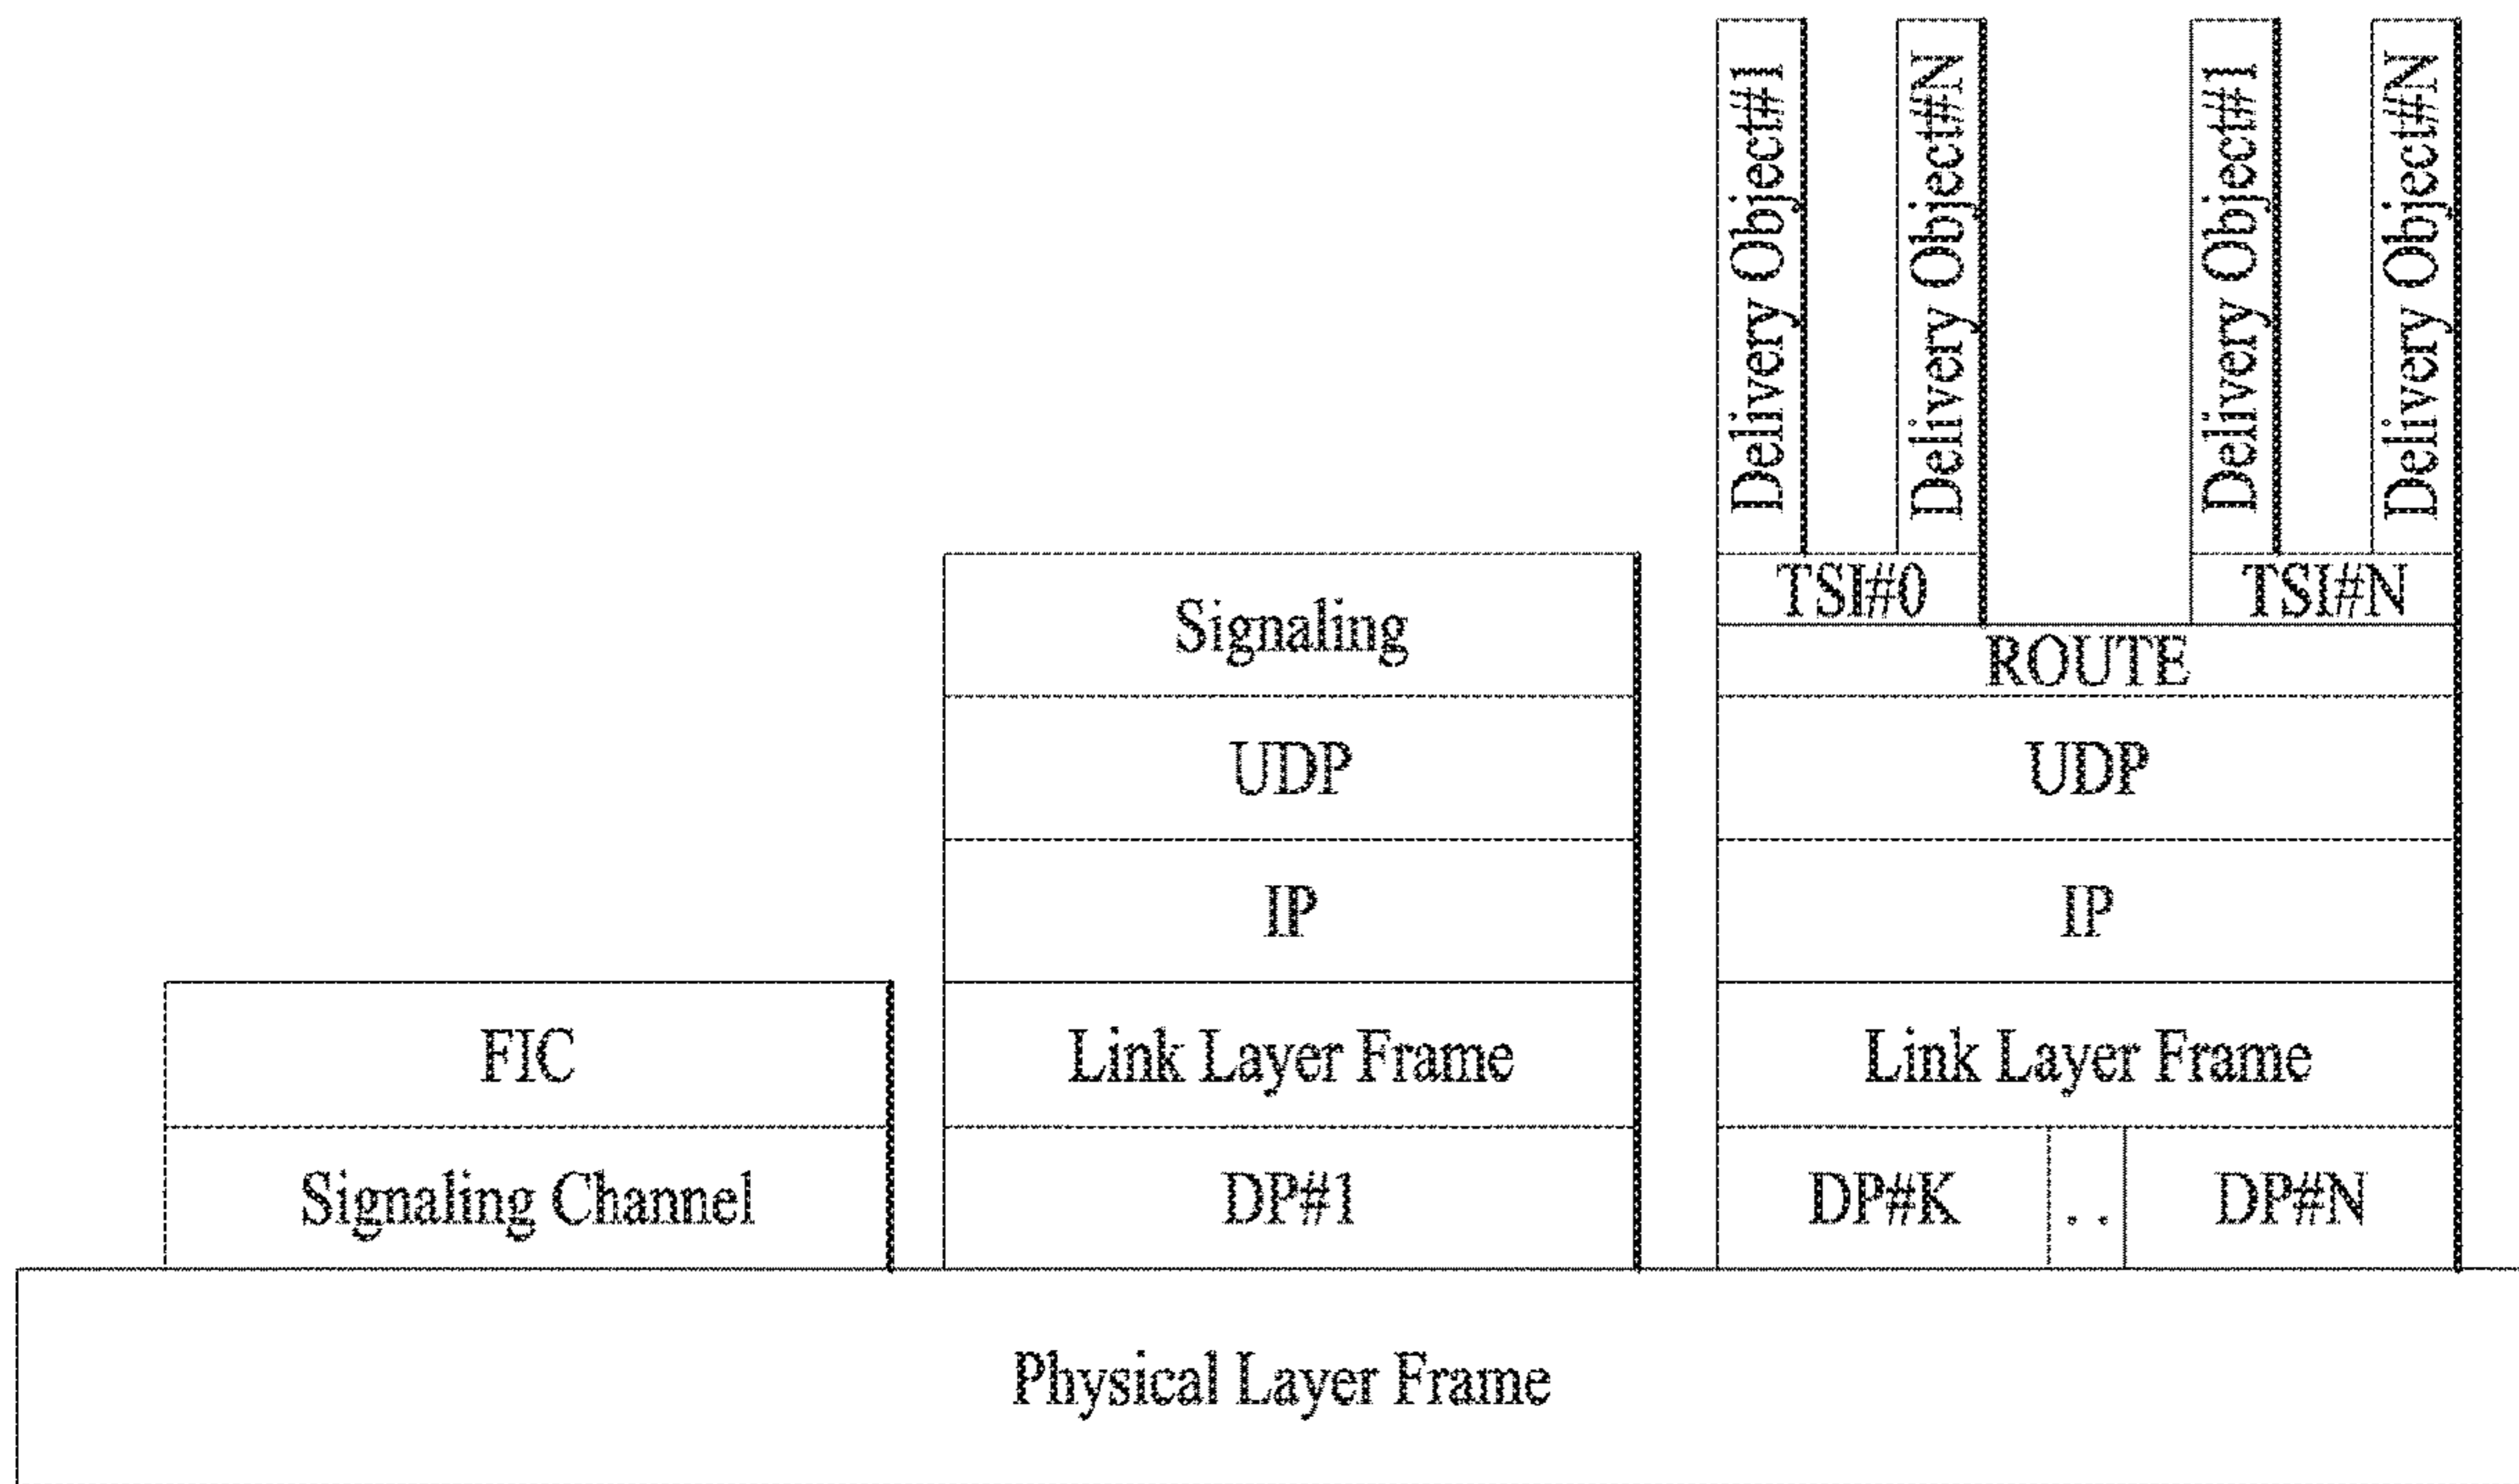 Delivery Object#1
Delivery Object#N
Delivery Object#1
Delivery Object#N
TSI#0
TSI#N
Signaling
ROUTE
UDP
UDP
IP
IP
FIC
Link Layer Frame
Link Layer Frame
Signaling Channel
DP#1
DP#K
. .
DP#N
Physical Layer Frame